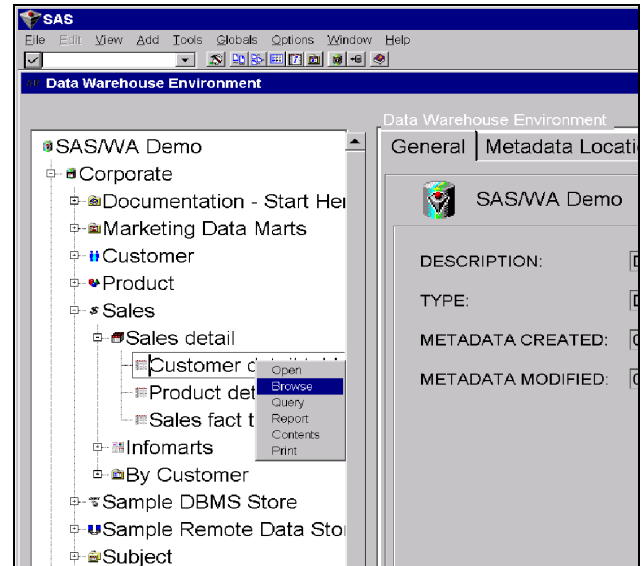 SAS
File Edit View Add Tools Globals Options Window Help
Data Warehouse Environment
Data Warehouse Environment
General Metadata Locati
SAS/WA Demo
SAS/WA Demo
DESCRIPTION:
TYPE:
METADATA CREATED:
METADATA MODIFIED:
Corporate
Documentation - Start Her
Marketing Data Marts
Customer
Product
Sales
Sales detail
Customer
Product det
Sales fact t
Open
Browse
Query
Report
Contents
Print
Infomarts
By Customer
Sample DBMS Store
Sample Remote Data Stor
Subject